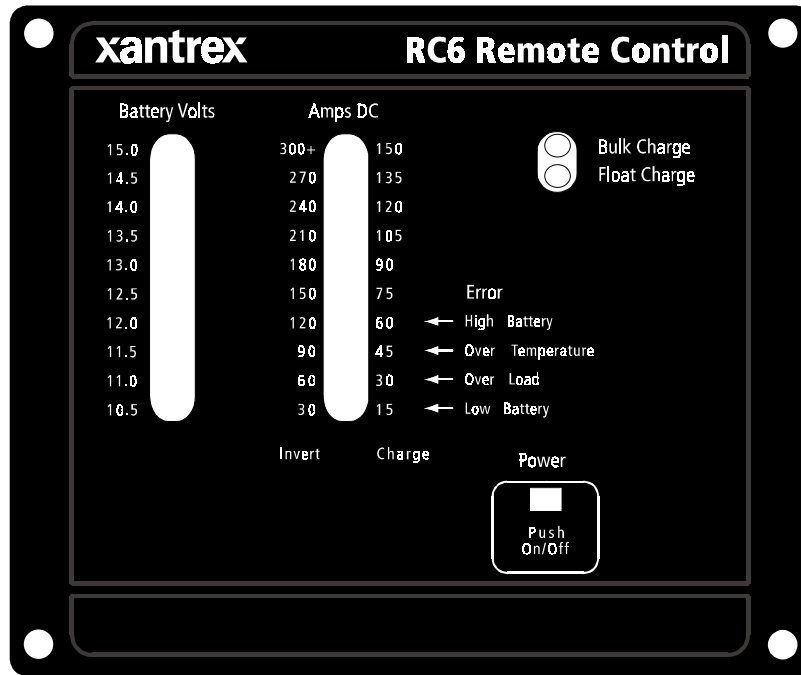 xantrex RC6 Remote Control
Battery Volts Amps DC
15.0 300+ 150 Bulk Charge
14.5 270 135 Float Charge
14.0 240 120
13.5 210 105
13.0 180 90
12.5 150 75 Error
12.0 120 60 High Battery
11.5 90 45 Over Temperature
11.0 60 30 Over Load
10.5 30 15 Low Battery
Invert Charge
Power
Push
On/Off